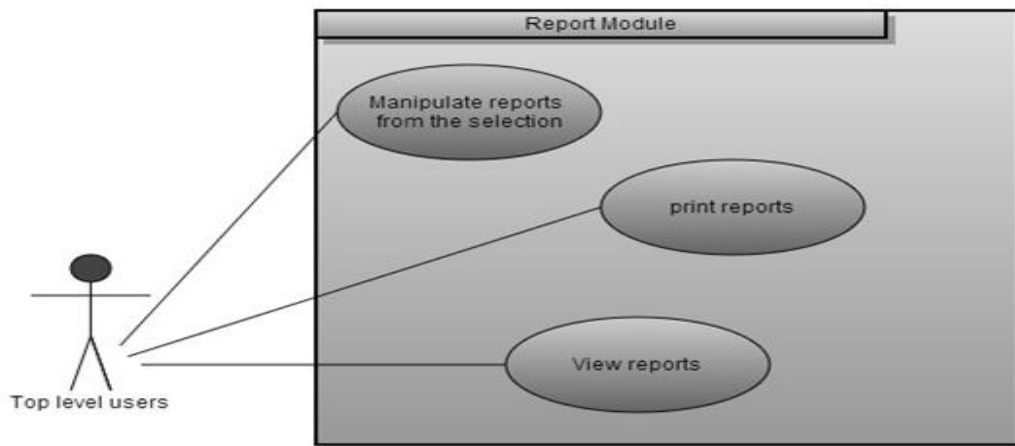 Report Module
Manipulate reports
from the selection
print reports
View reports
Top level users